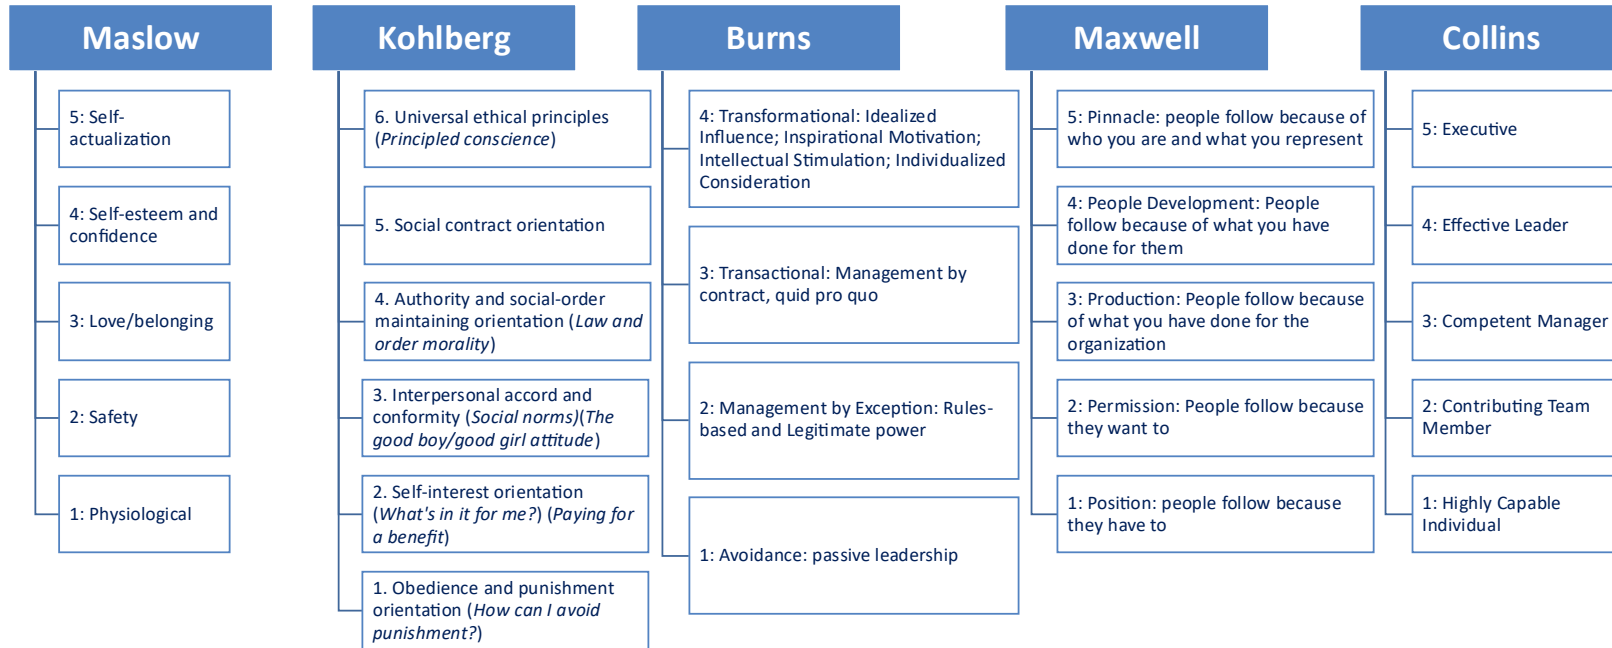 Maslow
5: Self-
actualization
4: Self-esteem and
confidence
3: Love/belonging
2: Safety
1: Physiological
Kohlberg
6. Universal ethical principles
(Principled conscience)
5. Social contract orientation
4. Authority and social-order
maintaining orientation (Law and
order morality)
3. Interpersonal accord and
conformity (Social norms)(The
good boy/good girl attitude)
2. Self-interest orientation
(What's in it for me?) (Paying for
a benefit)
1. Obedience and punishment
orientation (How can I avoid
punishment?)
Burns
4: Transformational: Idealized
Influence; Inspirational Motivation;
Intellectual Stimulation; Individualized
Consideration
3: Transactional: Management by
contract, quid pro quo
2: Management by Exception: Rules-
based and Legitimate power
1: Avoidance: passive leadership
Maxwell
5: Pinnacle: people follow because of
who you are and what you represent
4: People Development: People
follow because of what you have
done for them
3: Production: People follow because
of what you have done for the
organization
2: Permission: People follow because
they want to
1: Position: people follow because
they have to
Collins
5: Executive
4: Effective Leader
3: Competent Manager
2: Contributing Team
Member
1: Highly Capable
Individual